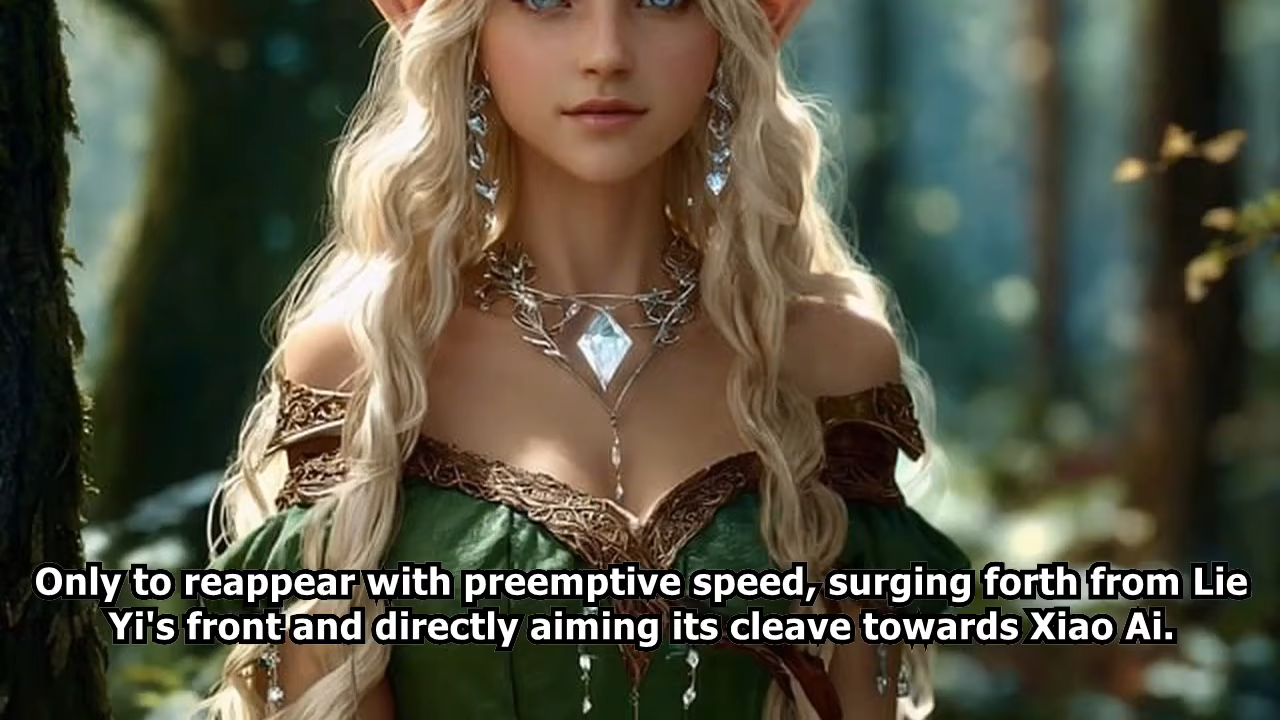 Only to reappear with preemptive speed, surging forth from Lie
Yi's front and directly aiming its cleave towards Xiao Ai.